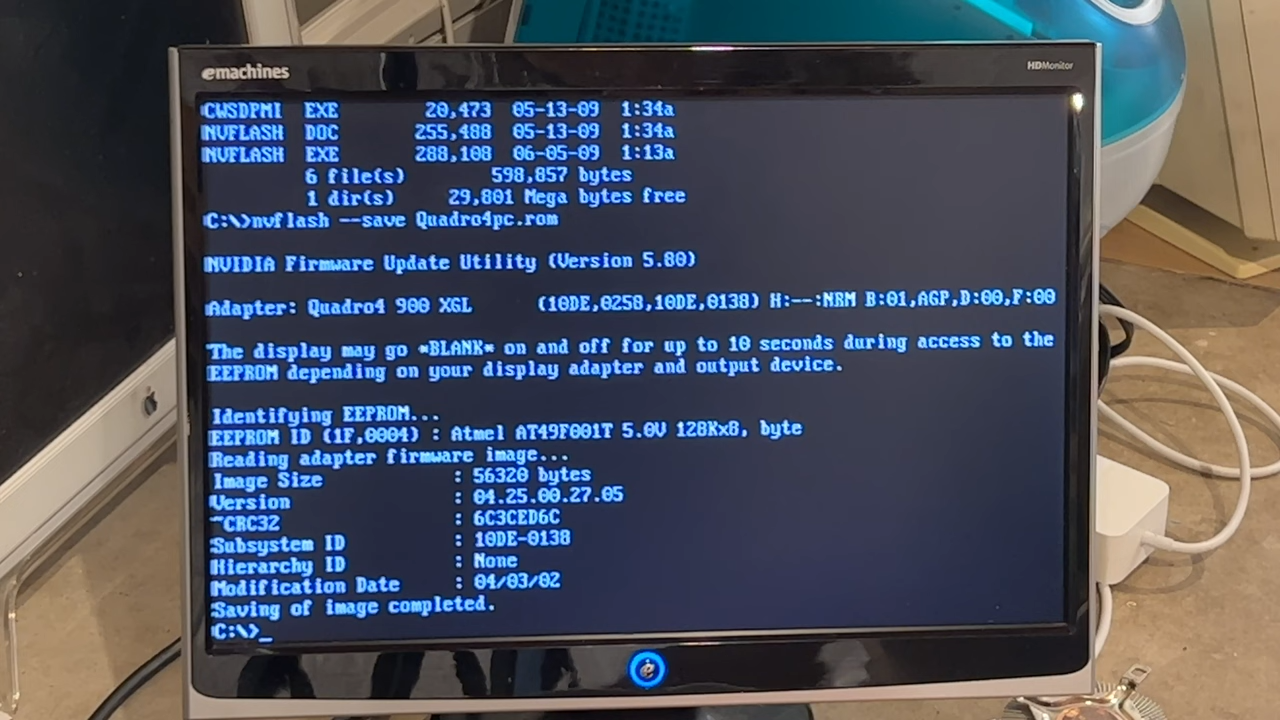 emachines
HDMonitor
CWSDPMI EXE 20,473 05-13-09 1:34a
NVFLASH DOC 255,488 05-13-09 1:34a
NVFLASH EXE 288,108 06-05-09 1:13a
6 file(s) 598,857 bytes
1 dir(s) 29,801 Mega bytes free
C:\>nvflash --save Quadro4pc.rom
NVIDIA Firmware Update Utility (Version 5.80)
Adapter: Quadro4 900 XGL (10DE,0258,10DE,0138) H:--:NRM B:01,AGP,D:00,F:00
The display may go *BLANK* on and off for up to 10 seconds during access to the
EEPROM depending on your display adapter and output device.
Identifying EEPROM...
EEPROM ID (1F,0004) : Atmel AT49F001T 5.0V 128Kx8, byte
Reading adapter firmware image...
Image Size : 56320 bytes
Version : 04.25.00.27.05
~CRC32 : 6C3CED6C
Subsystem ID : 10DE-0138
Hierarchy ID : None
Modification Date : 04/03/02
Saving of image completed.
C:\>_
e